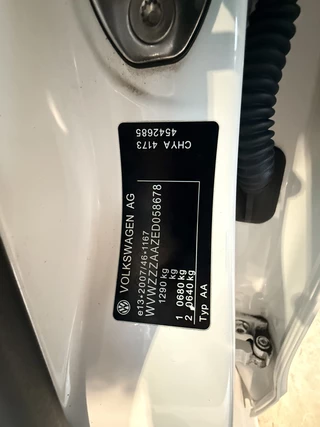 VOLKSWAGEN AG
e13*2007/46*1167
WVWZZZAAZED058678
1290 kg
kg
1 0680 kg
2 0640 kg
Typ AA
CHYA 4173
4542685